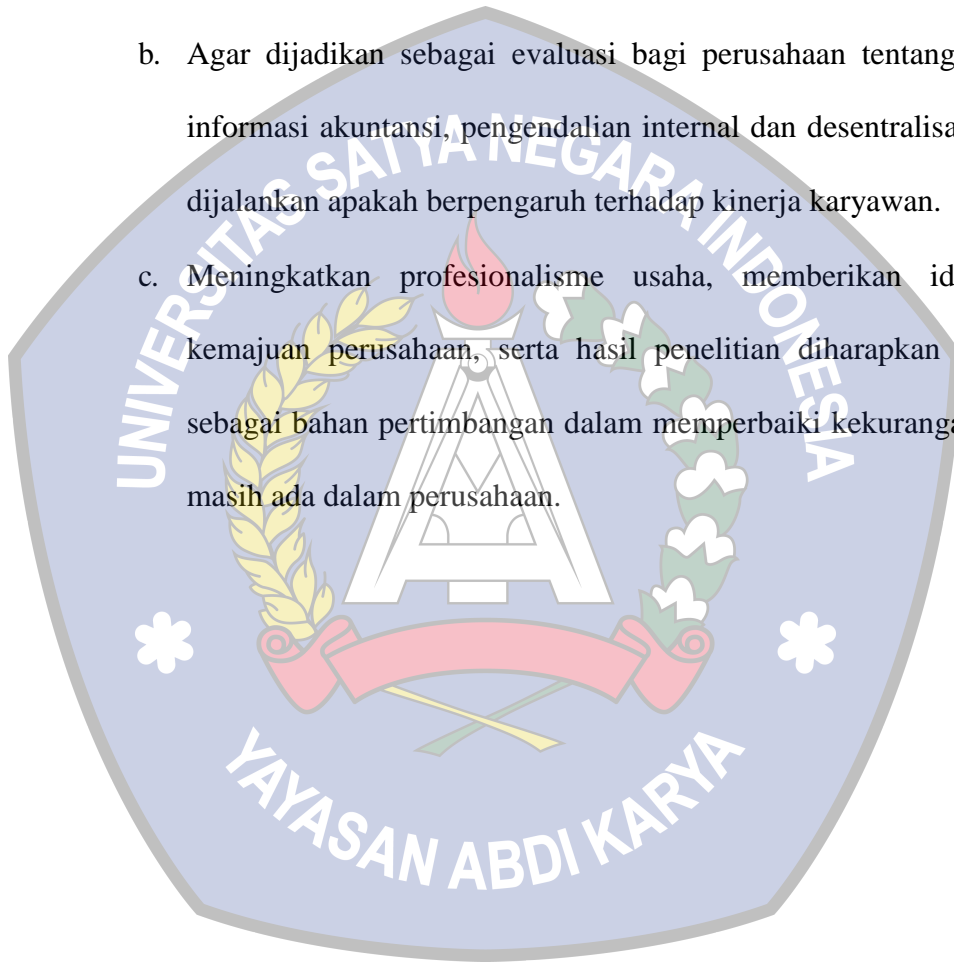 b. Agar dijadikan sebagai evaluasi bagi perusahaan tentang
informasi akuntansi, pengendalian internal dan desentralisa
dijalankan apakah berpengaruh terhadap kinerja karyawan.
c. Meningkatkan profesionalisme usaha, memberikan id
kemajuan perusahaan, serta hasil penelitian diharapkan
sebagai bahan pertimbangan dalam memperbaiki kekuranga
masih ada dalam perusahaan.
UNIVERSITAS SATYA NEGARA INDONESIA
YAYASAN ABDI KARYA